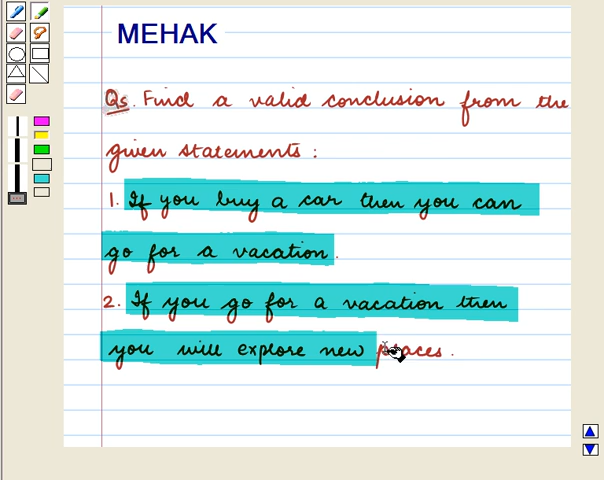 MEHAK
Qs. Find a valid conclusion from the
given statements :
1. If you buy a car then you can
go for a vacation.
2. If you go for a vacation then
you will explore new places.